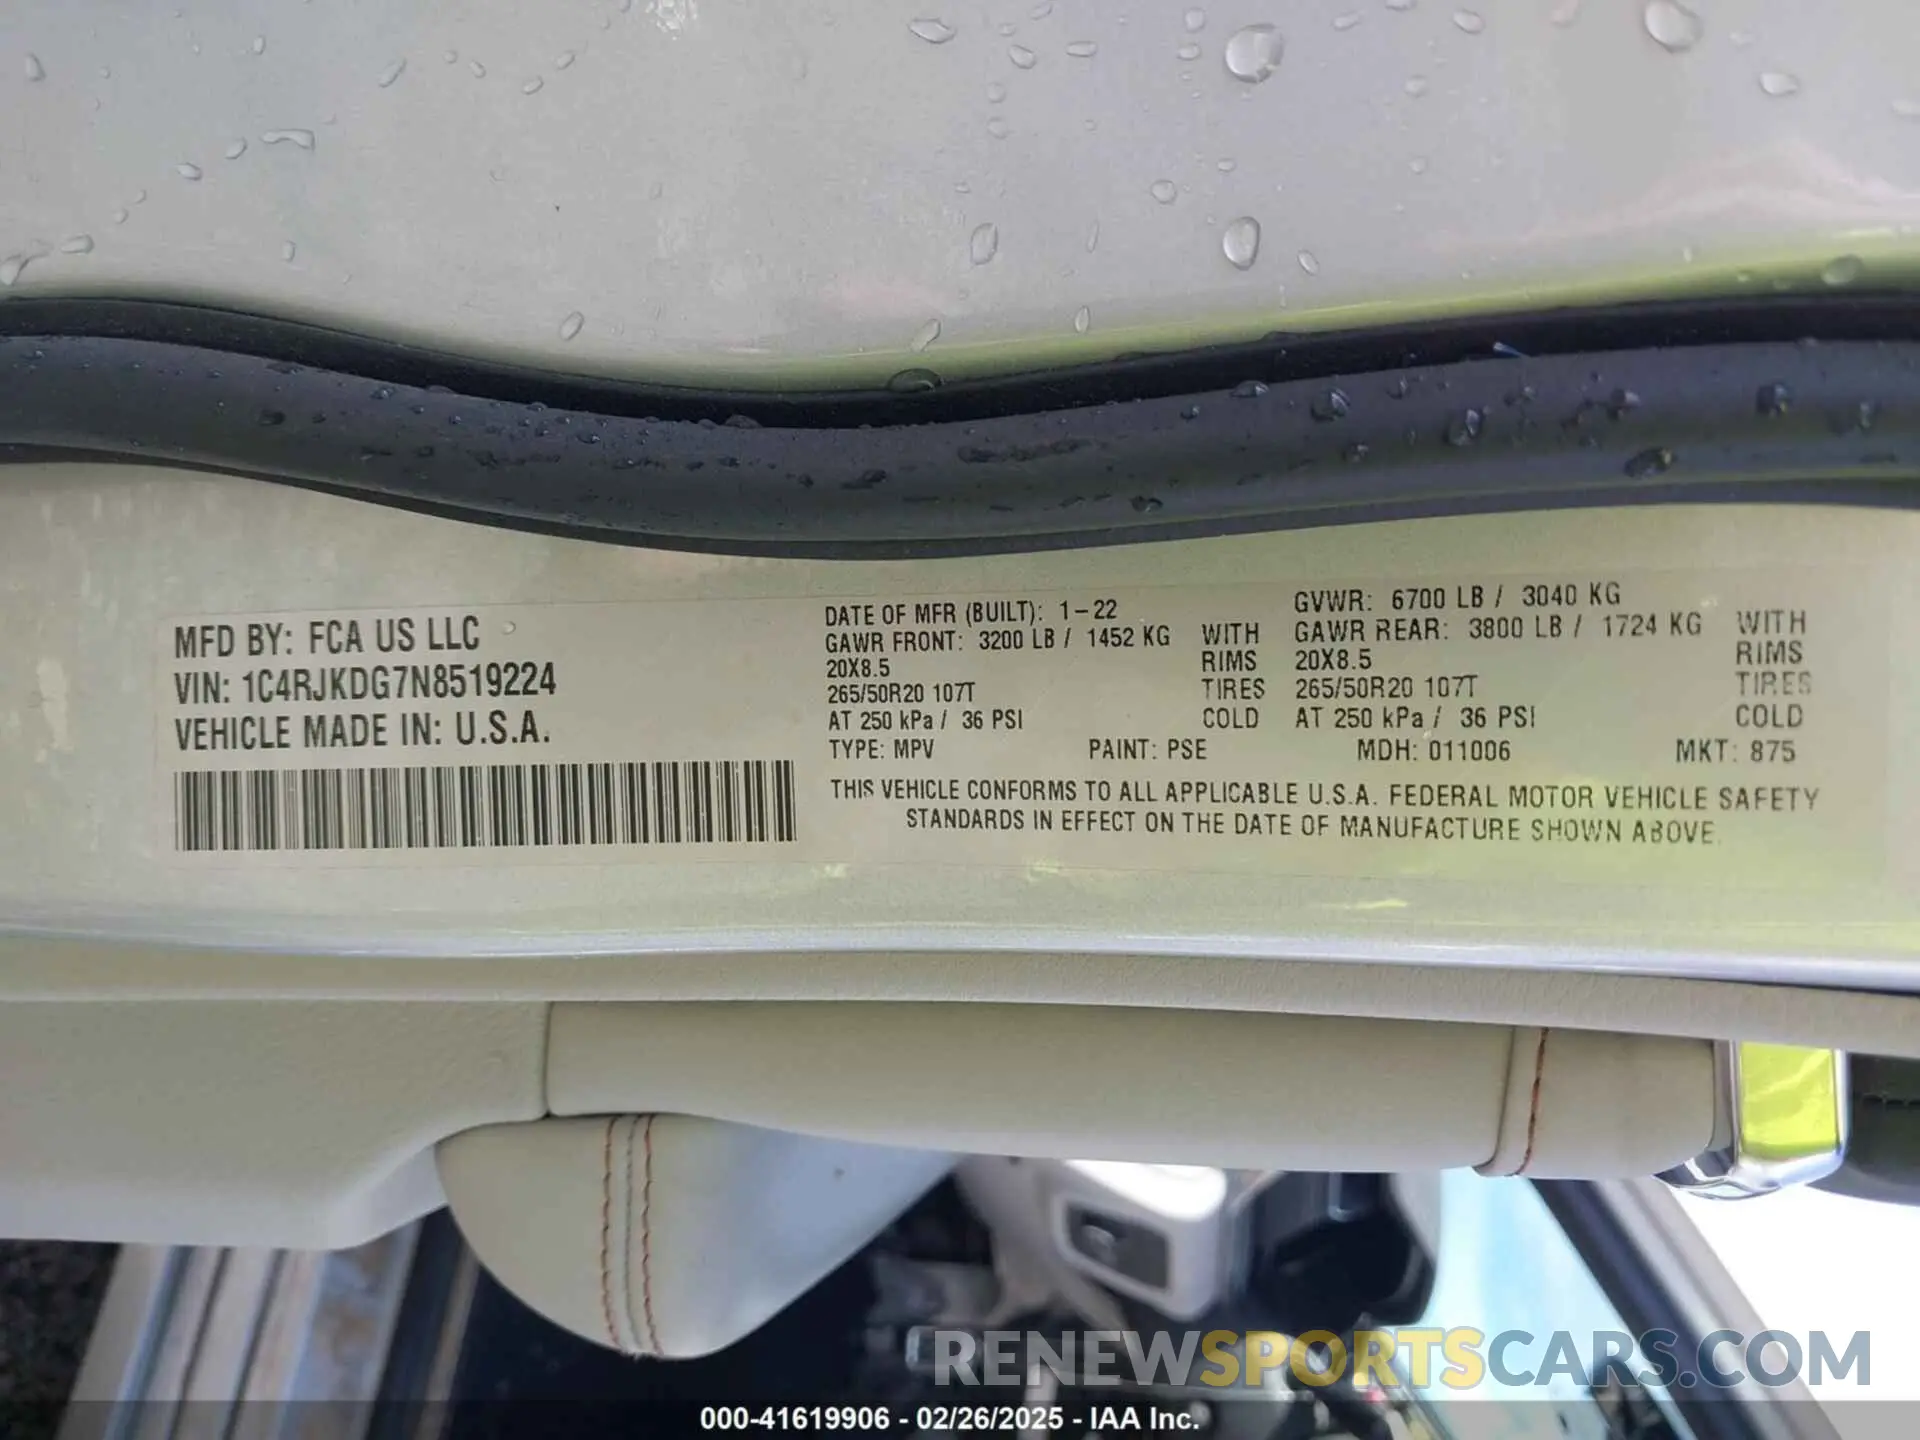 MFD BY: FCA US LLC
VIN: 1C4RJKDG7N8519224
VEHICLE MADE IN: U.S.A.
DATE OF MFR (BUILT): 1-22
GAWR FRONT: 3200 LB / 1452 KG WITH
20X8.5 RIMS
265/50R20 107T TIRES
AT 250 kPa / 36 PSI COLD
GVWR: 6700 LB / 3040 KG
GAWR REAR: 3800 LB / 1724 KG WITH
20X8.5 RIMS
265/50R20 107T TIRES
AT 250 kPa / 36 PSI COLD
TYPE: MPV PAINT: PSE MDH: 011006 MKT: 875
THIS VEHICLE CONFORMS TO ALL APPLICABLE U.S.A. FEDERAL MOTOR VEHICLE SAFETY
STANDARDS IN EFFECT ON THE DATE OF MANUFACTURE SHOWN ABOVE.
RENEWSPORTSCARS.COM
000-41619906 - 02/26/2025 - IAA Inc.